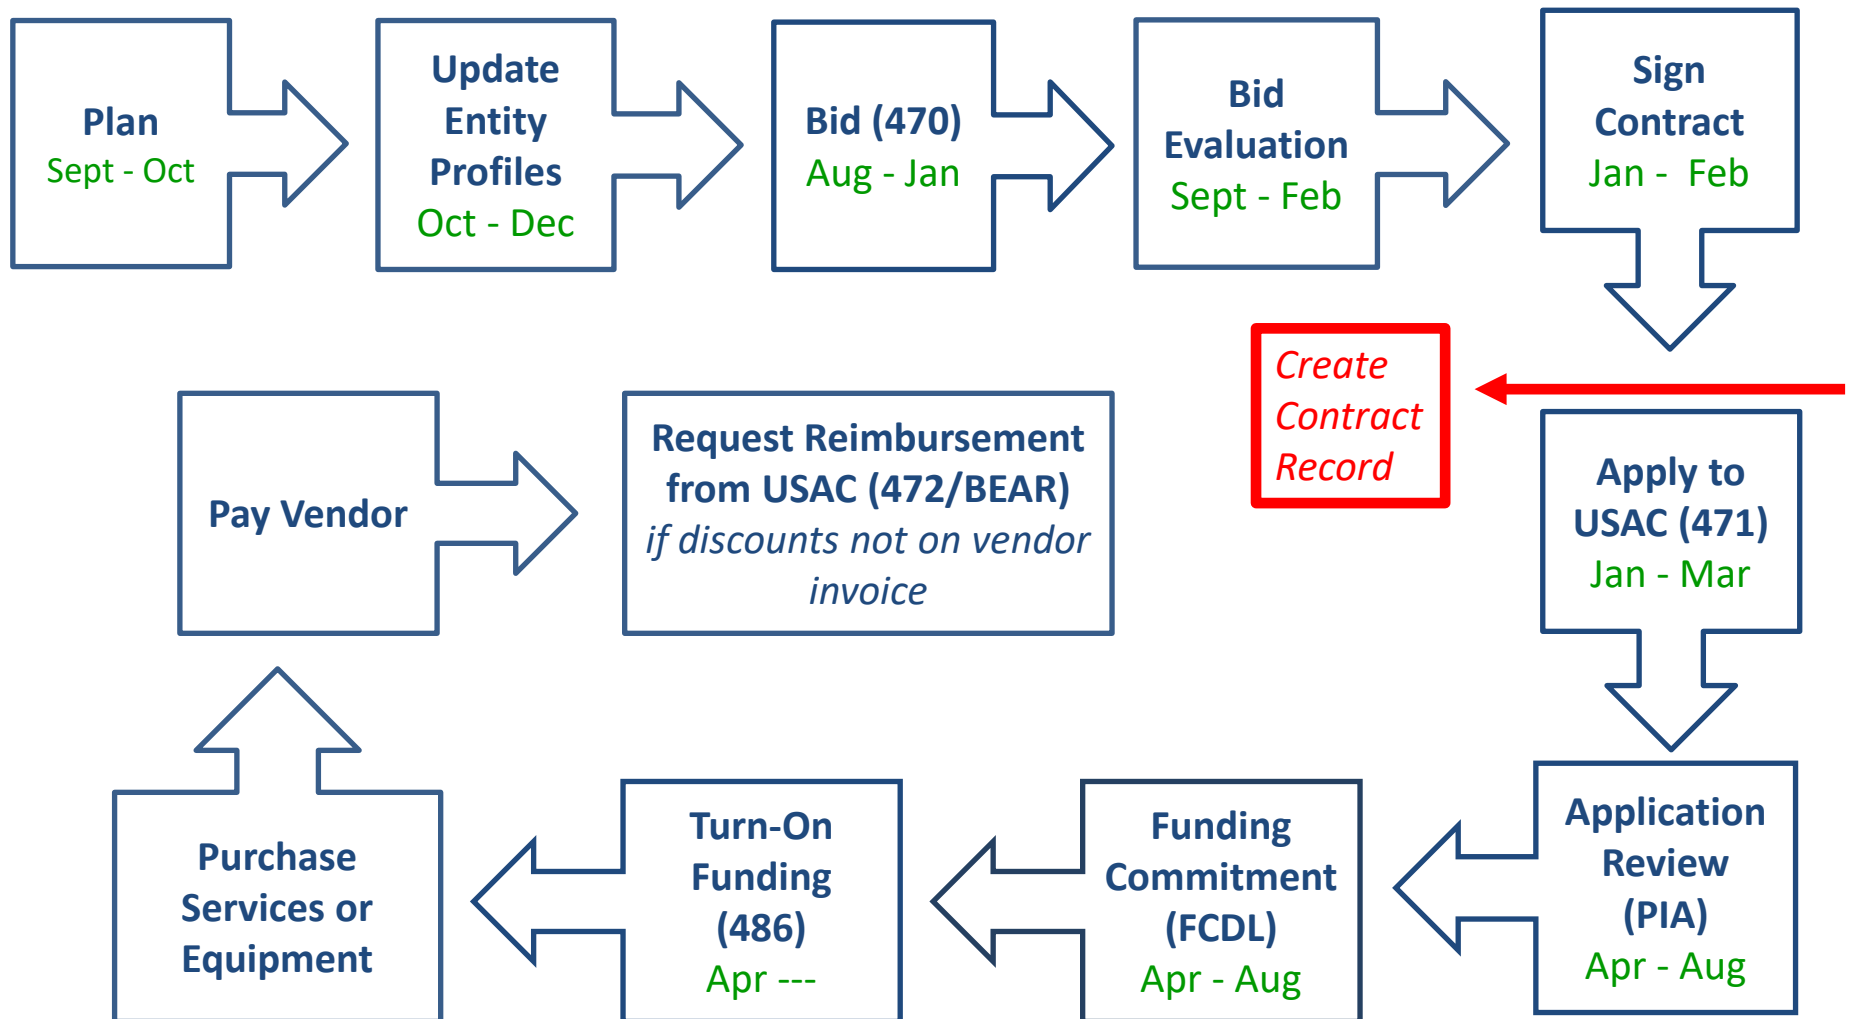 Plan
Sept - Oct
Update
Entity
Profiles
Oct - Dec
Bid (470)
Aug - Jan
Bid
Evaluation
Sept - Feb
Sign
Contract
Jan -  Feb
Create
Contract
Record
Apply to
USAC (471)
Jan - Mar
Application
Review
(PIA)
Apr - Aug
Funding
Commitment
(FCDL)
Apr - Aug
Turn-On
Funding
(486)
Apr ---
Purchase
Services or
Equipment
Pay Vendor
Request Reimbursement
from USAC (472/BEAR)
if discounts not on vendor
invoice